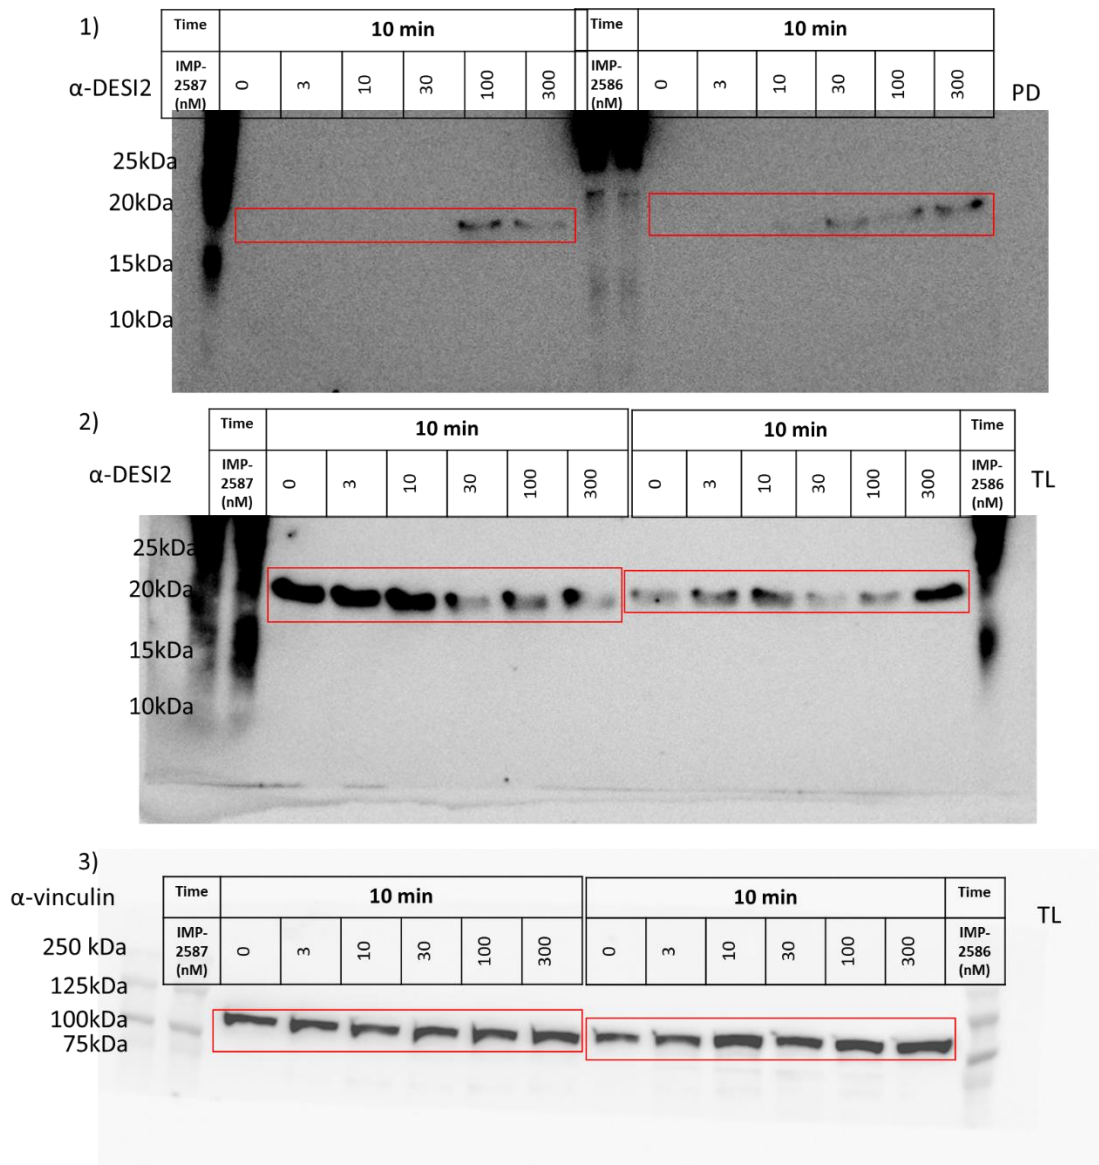 1)
Time 10 min Time 10 min
α-DESI2 IMP-2587 (nM) 0 3 10 30 100 300 IMP-2586 (nM) 0 3 10 30 100 300 PD
25kDa
20kDa
15kDa
10kDa
2)
Time 10 min 10 min Time
α-DESI2 IMP-2587 (nM) 0 3 10 30 100 300 0 3 10 30 100 300 IMP-2586 (nM) TL
25kDa
20kDa
15kDa
10kDa
3)
α-vinculin Time 10 min 10 min Time TL
IMP-2587 (nM) 0 3 10 30 100 300 0 3 10 30 100 300 IMP-2586 (nM)
250 kDa
125kDa
100kDa
75kDa